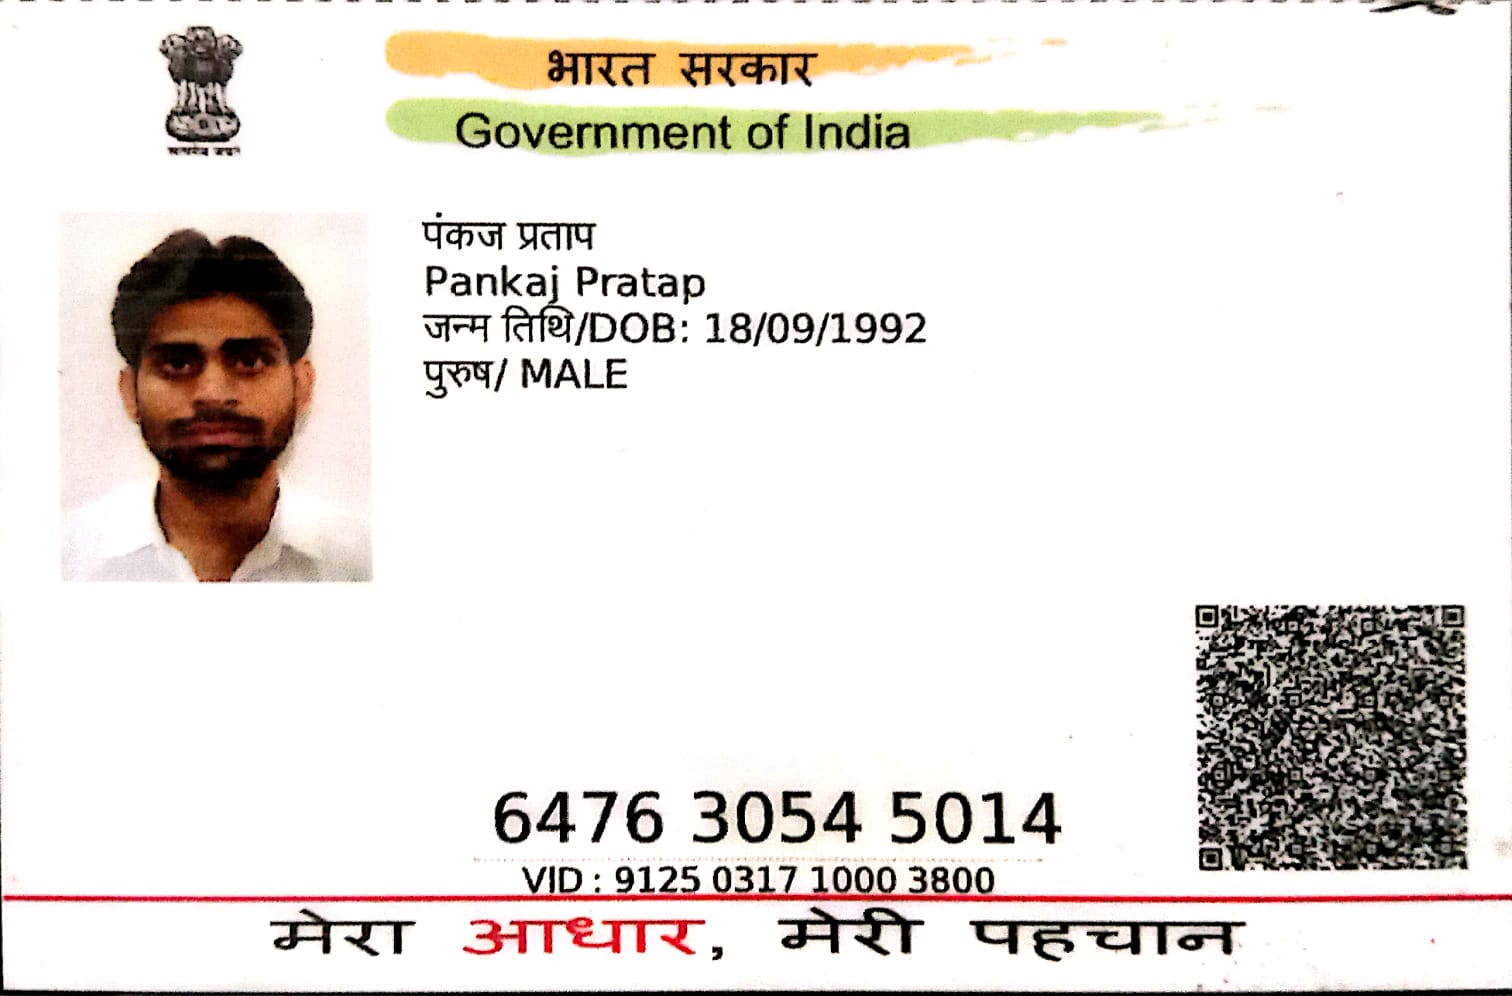 भारत सरकार
Government of India
सत्यमेव जयते
पंकज प्रताप
Pankaj Pratap
जन्म तिथि/DOB: 18/09/1992
पुरुष/ MALE
6476 3054 5014
VID : 9125 0317 1000 3800
मेरा आधार, मेरी पहचान